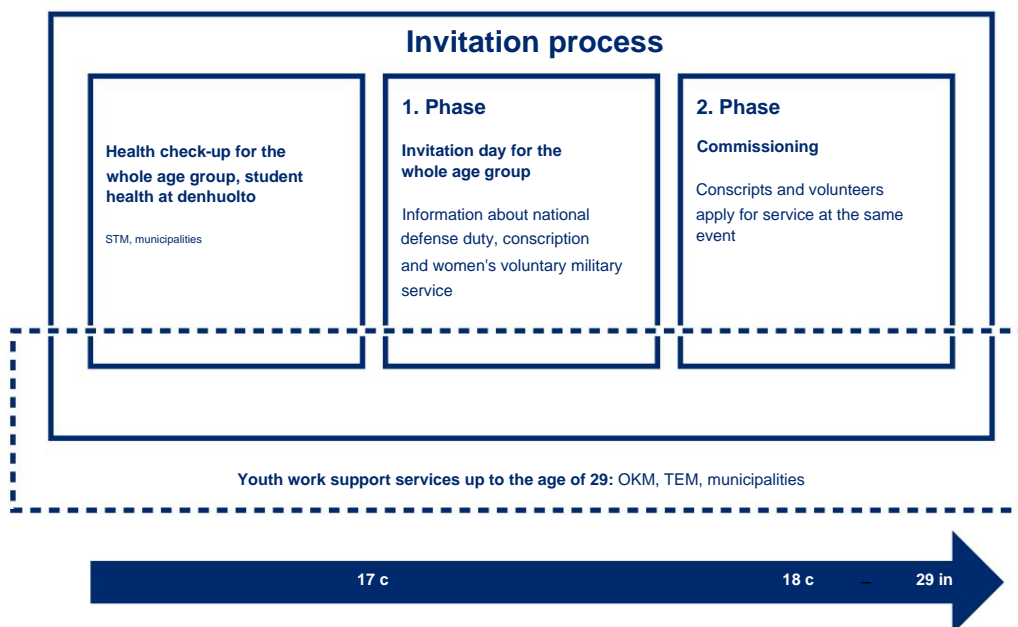 Invitation process
Health check-up for the
whole age group, student
health at denhuolto
STM, municipalities
1. Phase
Invitation day for the
whole age group
Information about national
defense duty, conscription
and women's voluntary military
service
2. Phase
Commissioning
Conscripts and volunteers
apply for service at the same
event
Youth work support services up to the age of 29: OKM, TEM, municipalities
17 c
18 c – 29 in